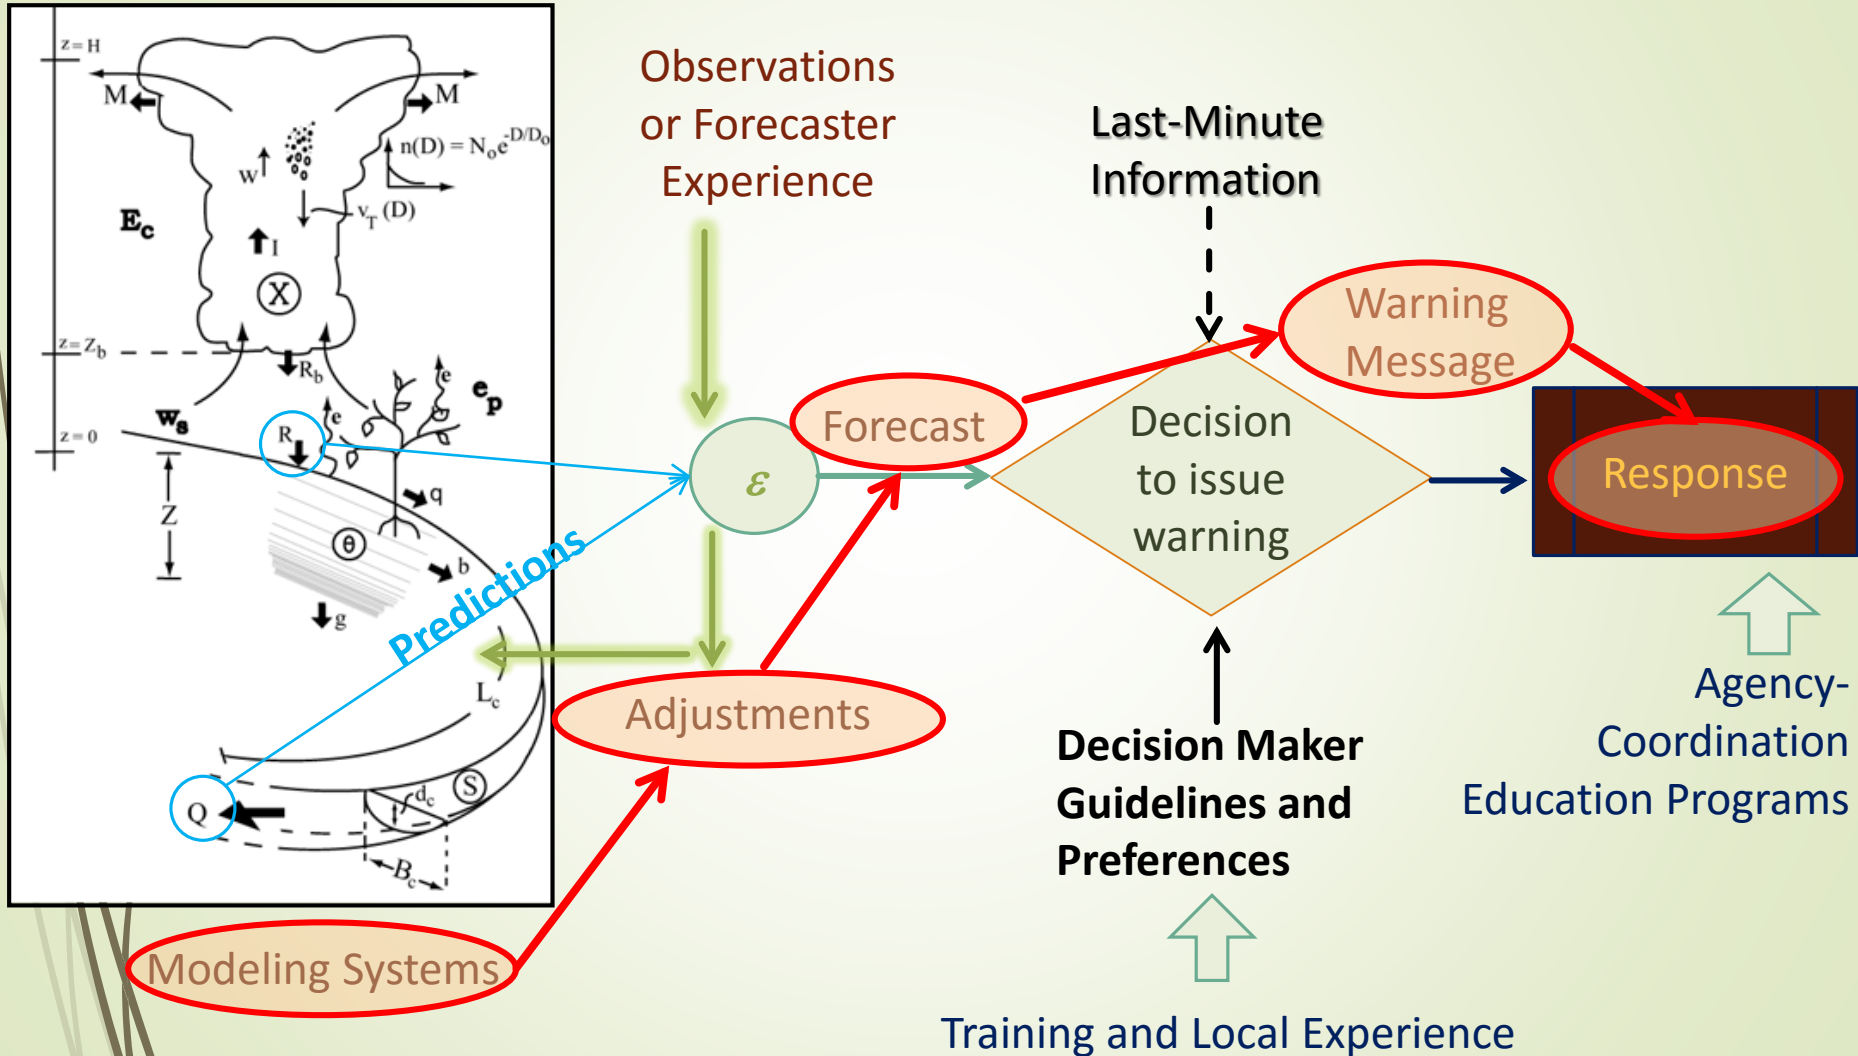 z = H
M
M
n(D) = Nₒe^-D/Dₒ
w
v_T (D)
E_c
I
X
z = Z_b
R_b
e
e_p
w_s
e
R
z = 0
Z
q
θ
b
g
L_c
S
d_c
Q
B_c
Predictions
Observations
or Forecaster
Experience
ε
Adjustments
Modeling Systems
Forecast
Last-Minute
Information
Decision
to issue
warning
Warning
Message
Response
Decision Maker
Guidelines and
Preferences
Training and Local Experience
Agency-
Coordination
Education Programs